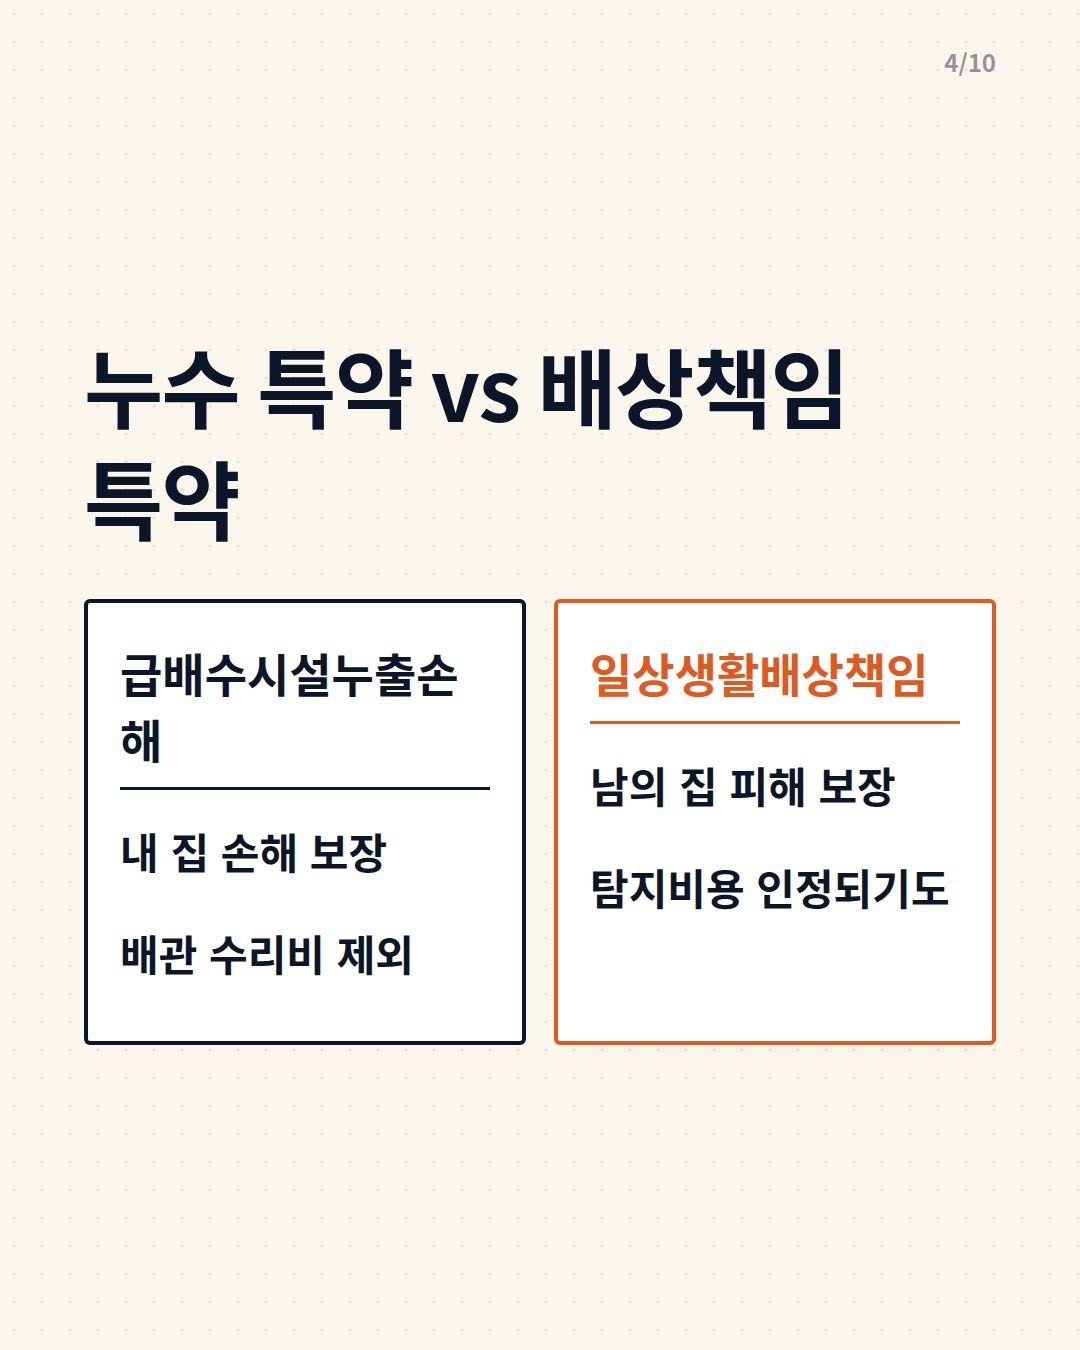 4/10
누수 특약 vs 배상책임
특약
급배수시설누출손
해
내 집 손해 보장
배관 수리비 제외
일상생활배상책임
남의 집 피해 보장
탐지비용 인정되기도